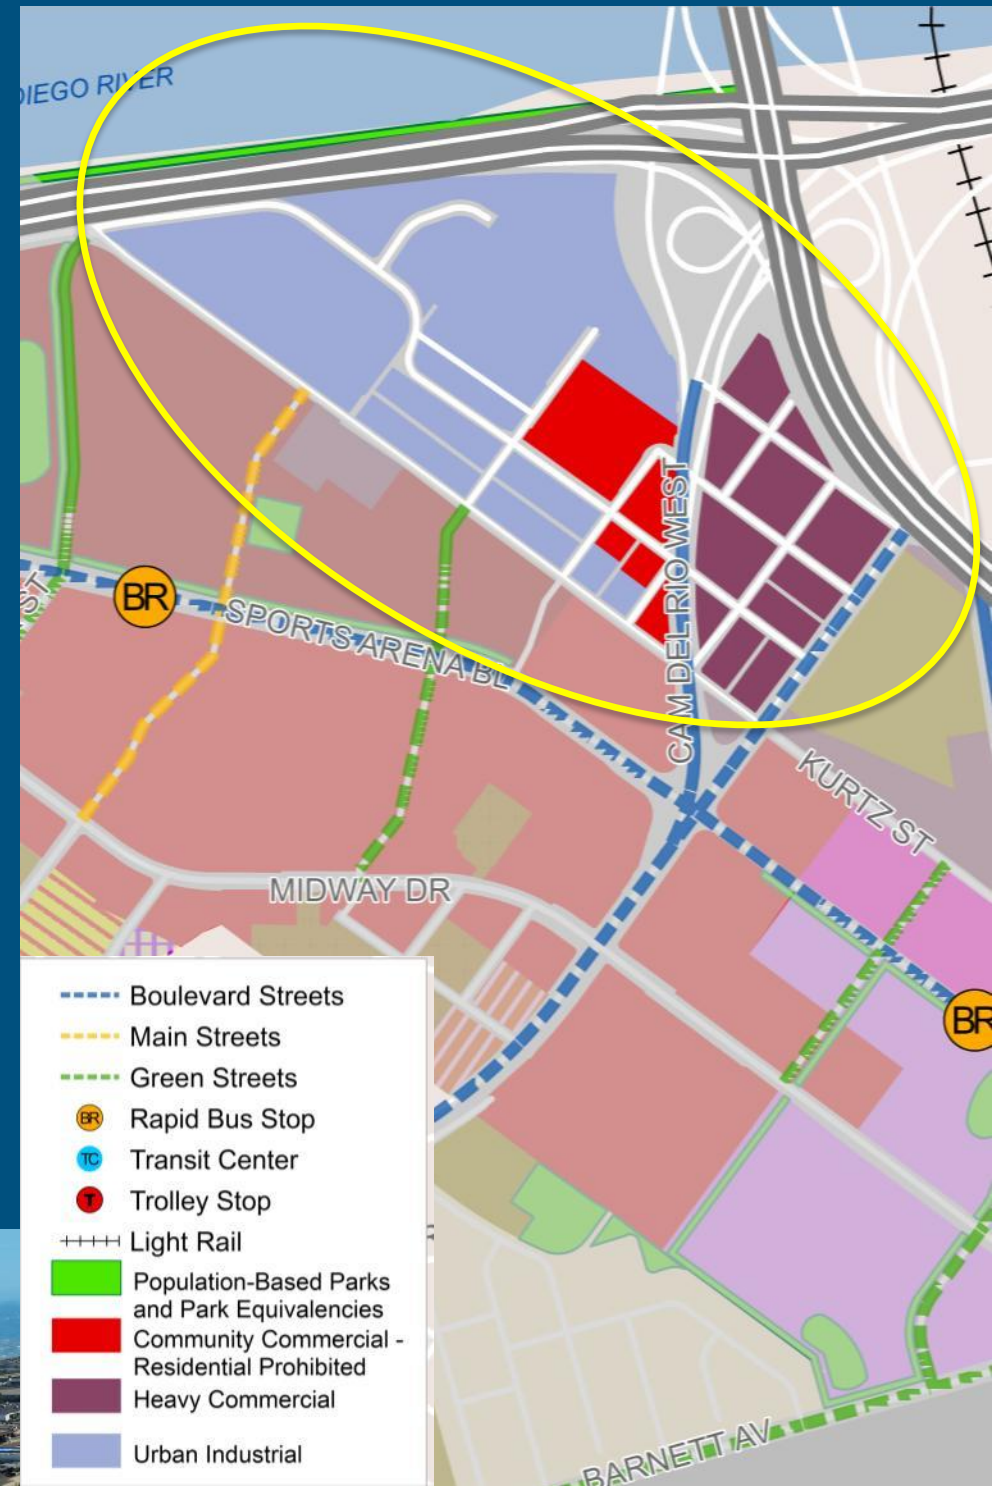 DIEGO RIVER
CAM DEL RIO WEST
ST
BR
SPORTS ARENA BL
KURTZ ST
MIDWAY DR
BR
Boulevard Streets
Main Streets
Green Streets
BR Rapid Bus Stop
TC Transit Center
T Trolley Stop
Light Rail
Population-Based Parks
and Park Equivalencies
Community Commercial -
Residential Prohibited
Heavy Commercial
Urban Industrial
BARNETT AV